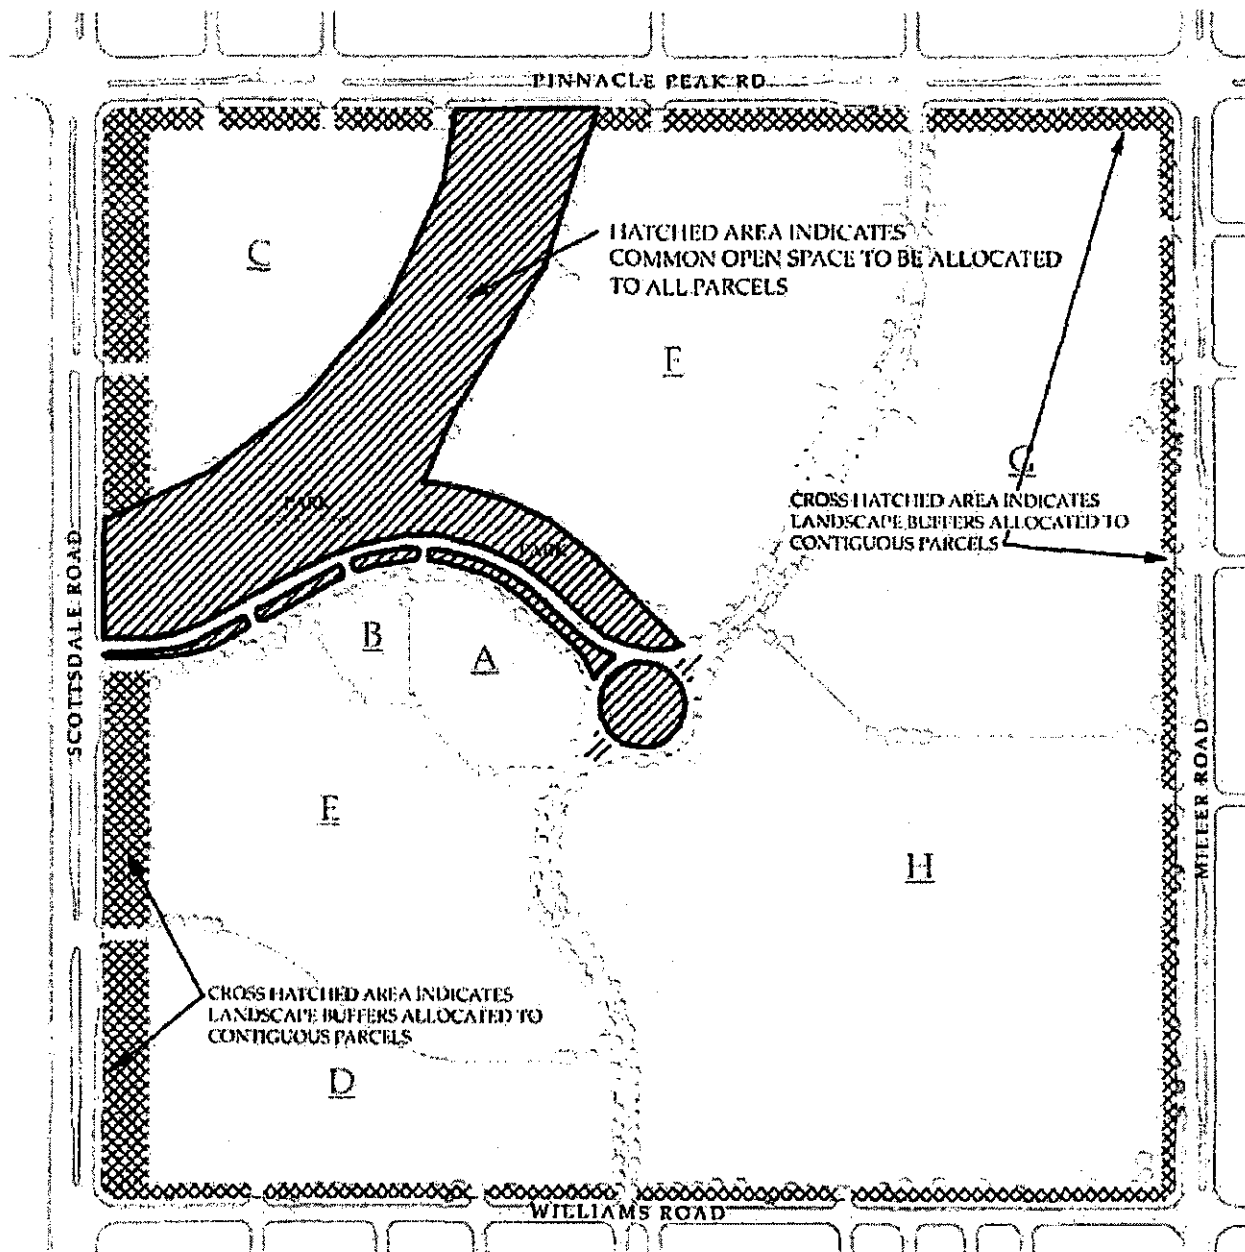 PINNACLE PEAK RD
HATCHED AREA INDICATES
COMMON OPEN SPACE TO BE ALLOCATED
TO ALL PARCELS
C
F
G
CROSS HATCHED AREA INDICATES
LANDSCAPE BUFFERS ALLOCATED TO
CONTIGUOUS PARCELS
PARK
PARK
SCOTTSDALE ROAD
B
A
E
H
MILLER ROAD
CROSS HATCHED AREA INDICATES
LANDSCAPE BUFFERS ALLOCATED TO
CONTIGUOUS PARCELS
D
WILLIAMS ROAD